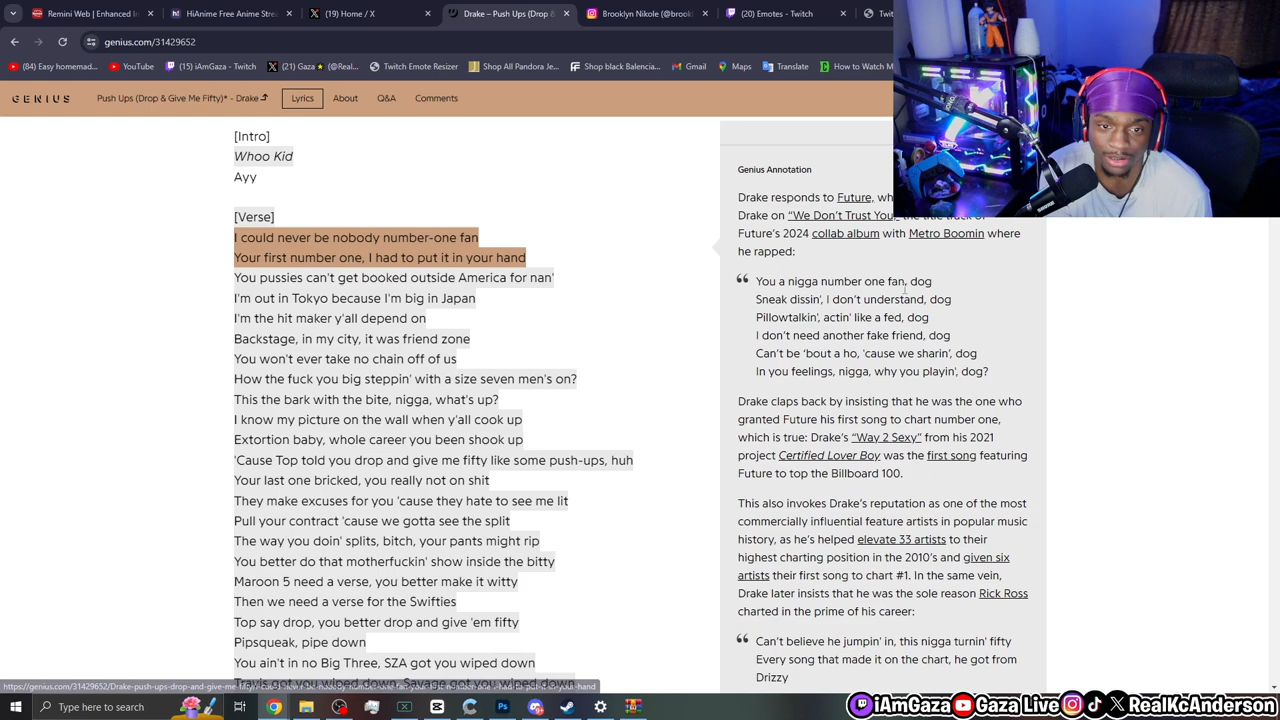 Remini Web | Enhanced i
HiAnime Free Anime Stre
(19) Home / X
Drake – Push Ups (Drop &
Brooklyn Nikole (@brook
(20) Emotes - Twitch
genius.com/31429652
(84) Easy homemad...
YouTube
(15) iAmGaza - Twitch
(21) Gaza
(@Real...
Twitch Emote Resizer
Shop All Pandora Je...
Shop black Balencia...
Gmail
Maps
Translate
How to Watch M
GENIUS
Push Ups (Drop & Give Me Fifty)* - Drake
Lyrics
About
Q&A
Comments
[Intro]
Whoo Kid
Ayy
[Verse]
I could never be nobody number-one fan
Your first number one, I had to put it in your hand
You pussies can't get booked outside America for nan'
I'm out in Tokyo because I'm big in Japan
I'm the hit maker y'all depend on
Backstage, in my city, it was friend zone
You won't ever take no chain off of us
How the fuck you big steppin' with a size seven men's on?
This the bark with the bite, nigga, what's up?
I know my picture on the wall when y'all cook up
Extortion baby, whole career you been shook up
'Cause Top told you drop and give me fifty like some push-ups, huh
Your last one bricked, you really not on shit
They make excuses for you 'cause they hate to see me lit
Pull your contract 'cause we gotta see the split
The way you doin' splits, bitch, your pants might rip
You better do that motherfuckin' show inside the bitty
Maroon 5 need a verse, you better make it witty
Then we need a verse for the Swifties
Top say drop, you better drop and give 'em fifty
Pipsqueak, pipe down
You ain't in no Big Three, SZA got you wiped down
Travis got you wiped down, Savage got you wiped down
Genius Annotation
Drake responds to Future, wh
Drake on "We Don't Trust You," the title track of
Future's 2024 collab album with Metro Boomin where
he rapped:
You a nigga number one fan, dog
Sneak dissin', I don't understand, dog
Pillowtalkin', actin' like a fed, dog
I don't need another fake friend, dog
Can't be 'bout a ho, 'cause we sharin', dog
In you feelings, nigga, why you playin', dog?
Drake claps back by insisting that he was the one who
granted Future his first song to chart number one,
which is true: Drake's "Way 2 Sexy" from his 2021
project Certified Lover Boy was the first song featuring
Future to top the Billboard 100.
This also invokes Drake's reputation as one of the most
commercially influential feature artists in popular music
history, as he's helped elevate 33 artists to their
highest charting position in the 2010's and given six
artists their first song to chart #1. In the same vein,
Drake later insists that he was the sole reason Rick Ross
charted in the prime of his career:
Can't believe he jumpin' in, this nigga turnin' fifty
Every song that made it on the chart, he got from
Drizzy
Type here to search
iAmGaza
Gaza Live
RealKcAnderson